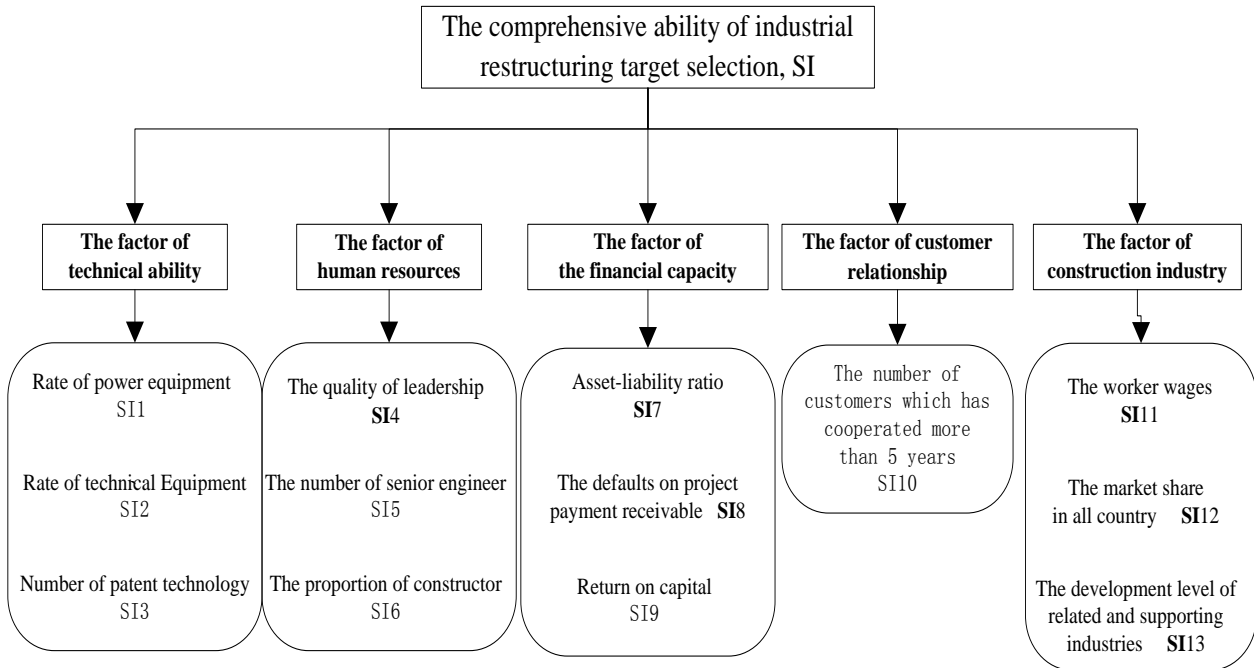 The comprehensive ability of industrial
restructuring target selection, SI
The factor of
technical ability
The factor of
human resources
The factor of
the financial capacity
The factor of customer
relationship
The factor of
construction industry
Rate of power equipment
SI1
Rate of technical Equipment
SI2
Number of patent technology
SI3
The quality of leadership
SI4
The number of senior engineer
SI5
The proportion of constructor
SI6
Asset-liability ratio
SI7
The defaults on project
payment receivable SI8
Return on capital
SI9
The number of
customers which has
cooperated more
than 5 years
SI10
The worker wages
SI11
The market share
in all country SI12
The development level of
related and supporting
industries SI13